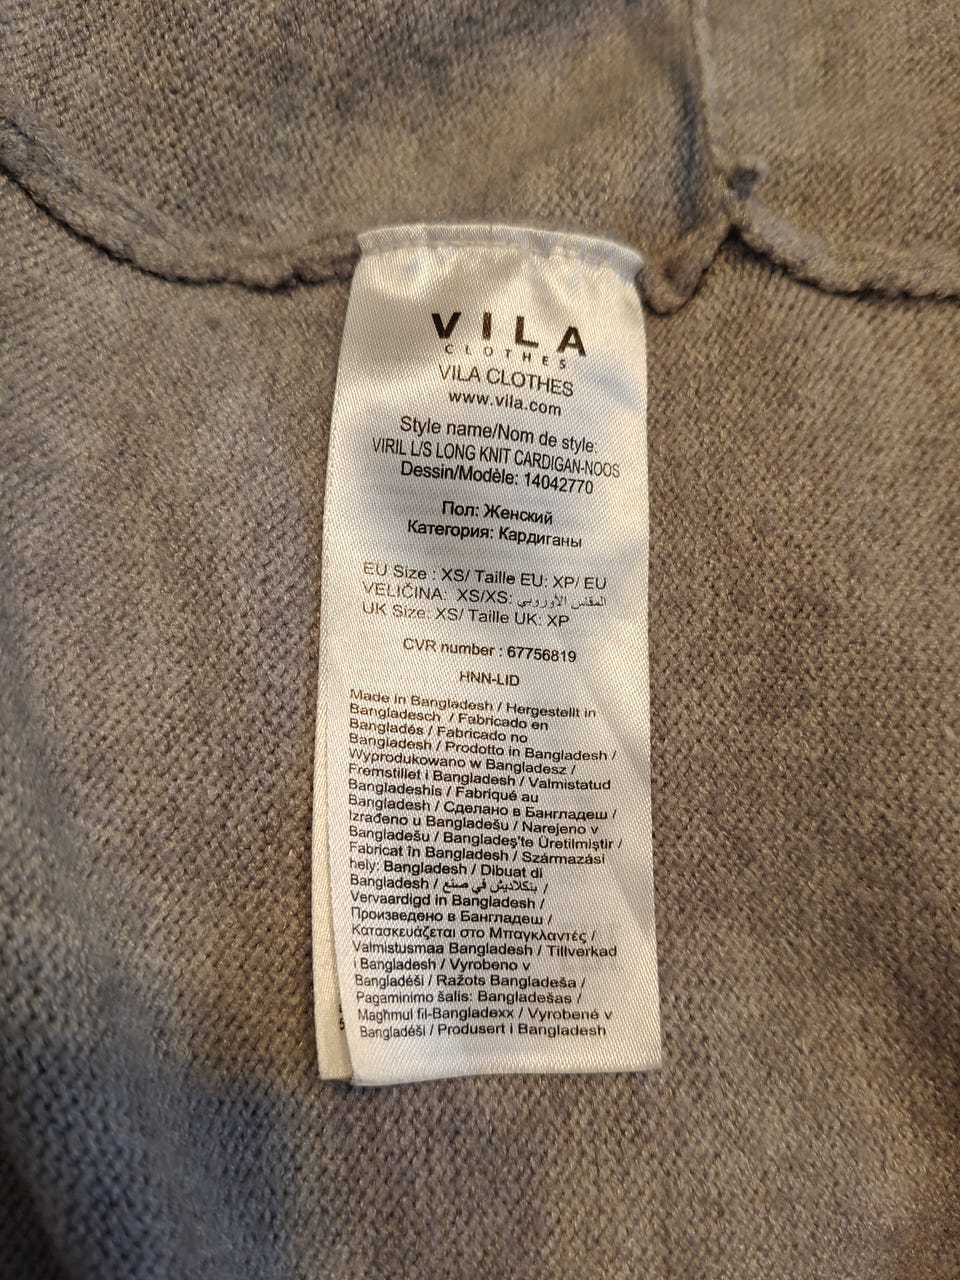 VILA
CLOTHES
VILA CLOTHES
www.vila.com
Style name/Nom de style:
VIRIL L/S LONG KNIT CARDIGAN-NOOS
Dessin/Modèle: 14042770
Пол: Женский
Категория: Кардиганы
EU Size : XS/ Taille EU: XP/ EU
VELIČINA: XS/XS: المقاس الأوروبي
UK Size: XS/ Taille UK: XP
CVR number : 67756819
HNN-LID
Made in Bangladesh / Hergestellt in
Bangladesch / Fabricado en
Bangladés / Fabricado no
Bangladesh / Prodotto in Bangladesh /
Wyprodukowano w Bangladesz /
Fremstillet i Bangladesh / Valmistatud
Bangladeshis / Fabriqué au
Bangladesh / Сделано в Бангладеш /
Izrađeno u Bangladešu / Narejeno v
Bangladešu / Bangladeş'te Üretilmiştir /
Fabricat în Bangladesh / Származási
hely: Bangladesh / Dibuat di
Bangladesh / بنكلاديش في صنع /
Vervaardigd in Bangladesh /
Произведено в Бангладеш /
Κατασκευάζεται στο Μπαγκλαντές /
Valmistusmaa Bangladesh / Tillverkad
i Bangladesh / Vyrobeno v
Bangladéši / Ražots Bangladeša /
Pagaminimo šalis: Bangladešas /
Magħmul fil-Bangladexx / Vyrobené v
Bangladéši / Produsert i Bangladesh